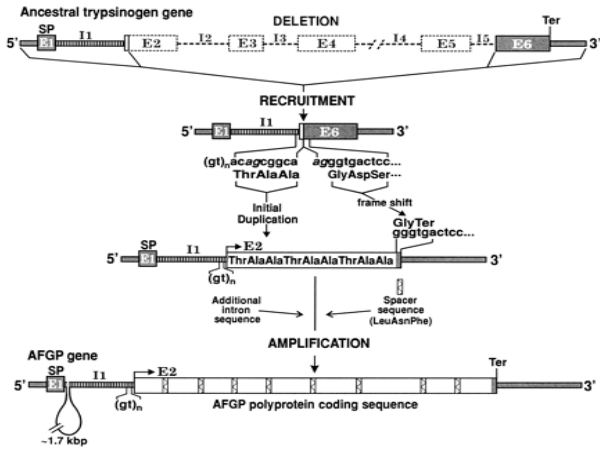 Ancestral trypsinogen gene
DELETION
SP
Ter
5' E1 I1 E2 I2 E3 I3 E4 I4 E5 I5 E6 3'
RECRUITMENT
5' E1 I1 E6 3'
(gt)n acagcggca agggtgactcc...
ThrAlaAla GlyAspSer...
Initial
Duplication
frame shift
GlyTer
gggtgactcc...
SP
5' E1 I1 E2 3'
ThrAlaAlaThrAlaAlaThrAlaAla
(gt)n
Additional
intron
sequence
Spacer
sequence
(LeuAsnPhe)
AMPLIFICATION
AFGP gene
SP
Ter
5' E1 I1 E2 3'
(gt)n
AFGP polyprotein coding sequence
~1.7 kbp